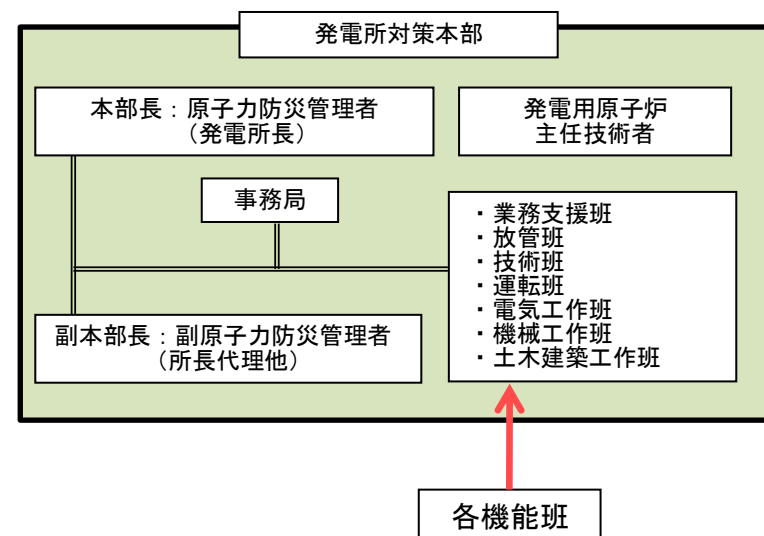 発電所対策本部
本部長：原子力防災管理者
（発電所長）
発電用原子炉
主任技術者
事務局
・業務支援班
・放管班
・技術班
・運転班
・電気工作班
・機械工作班
・土木建築工作班
副本部長：副原子力防災管理者
（所長代理他）
各機能班